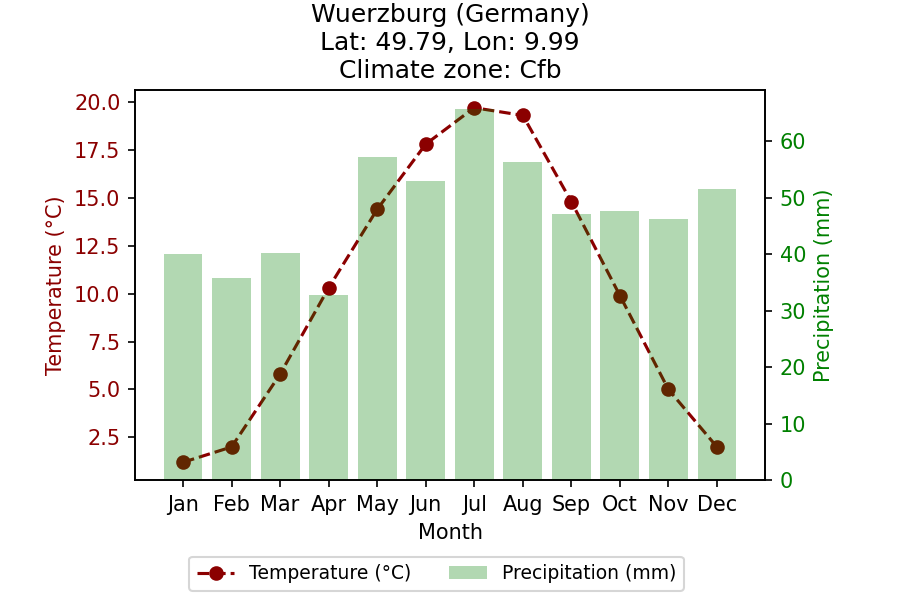 Wuerzburg (Germany)
Lat: 49.79, Lon: 9.99
Climate zone: Cfb
Temperature (°C)
20.0
17.5
15.0
12.5
10.0
7.5
5.0
2.5
Precipitation (mm)
60
50
40
30
20
10
0
Jan Feb Mar Apr May Jun Jul Aug Sep Oct Nov Dec
Month
Temperature (°C) Precipitation (mm)